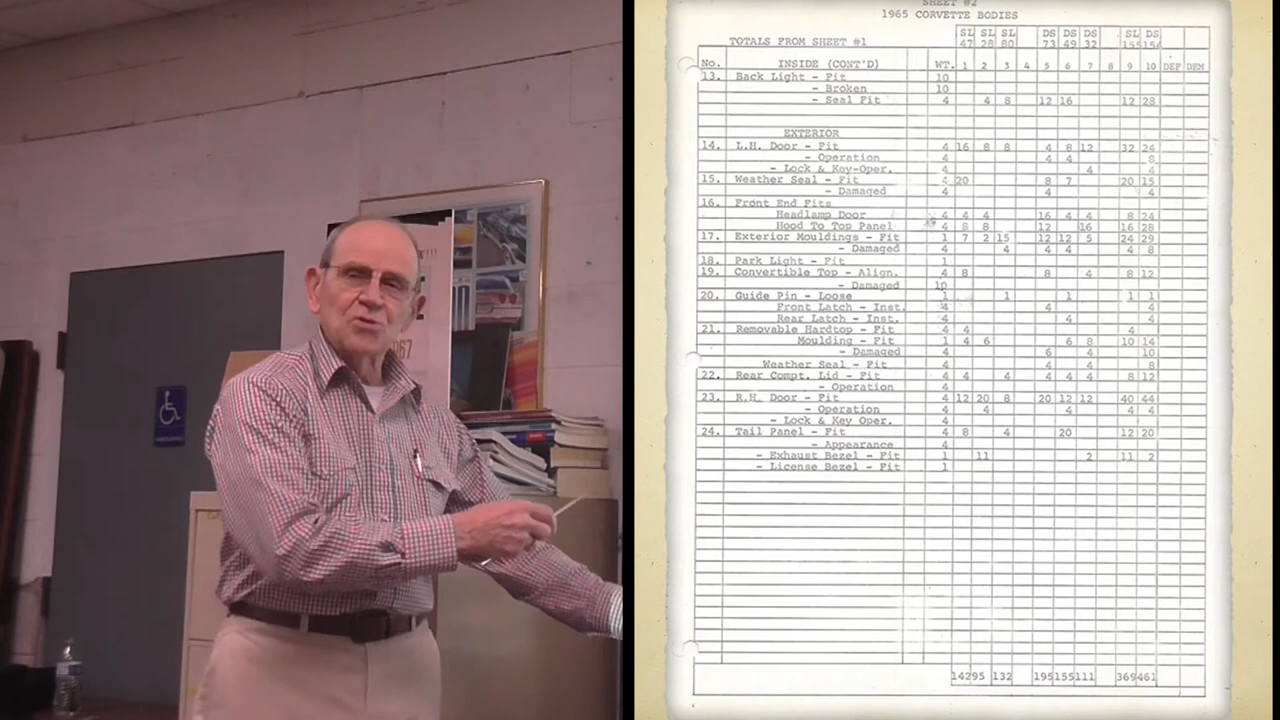 067
SHEET #2
1965 CORVETTE BODIES
SL SL SL DS DS DS SL DS
TOTALS FROM SHEET #1 47 28 80 73 49 32 155 154
No. INSIDE (CONT'D) WT. 1 2 3 4 5 6 7 8 9 10 DEF DEM
13. Back Light - Fit 10
- Broken 10
- Seal Fit 4 4 8 12 16 12 28
EXTERIOR
14. L.H. Door - Fit 4 16 8 8 4 8 12 32 24
- Operation 4 4 4 8
- Lock & Key-Oper. 4 4 4
15. Weather Seal - Fit 4 20 8 7 20 15
- Damaged 4 4 4
16. Front End Fits
Headlamp Door 4 4 4 16 4 4 8 24
Hood To Top Panel 4 8 8 12 16 16 28
17. Exterior Mouldings - Fit 1 7 2 15 12 12 5 24 29
- Damaged 4 4 4 4 4 8
18. Park Light - Fit 1
19. Convertible Top - Align. 4 8 8 4 8 12
- Damaged 10
20. Guide Pin - Loose 1 1 1 1 1
Front Latch - Inst. 4 4 4
Rear Latch - Inst. 4 4 4
21. Removable Hardtop - Fit 4 4 4
Moulding - Fit 1 4 6 6 8 10 14
- Damaged 4 6 4 10
Weather Seal - Fit 4 4 4 8
22. Rear Compt. Lid - Fit 4 4 4 4 4 4 8 12
- Operation 4
23. R.H. Door - Fit 4 12 20 8 20 12 12 40 44
- Operation 4 4 4 4 4
- Lock & Key Oper. 4
24. Tail Panel - Fit 4 8 4 20 12 20
- Appearance 4
- Exhaust Bezel - Fit 1 11 2 11 2
- License Bezel - Fit 1
142 95 132 195 155 111 369 461